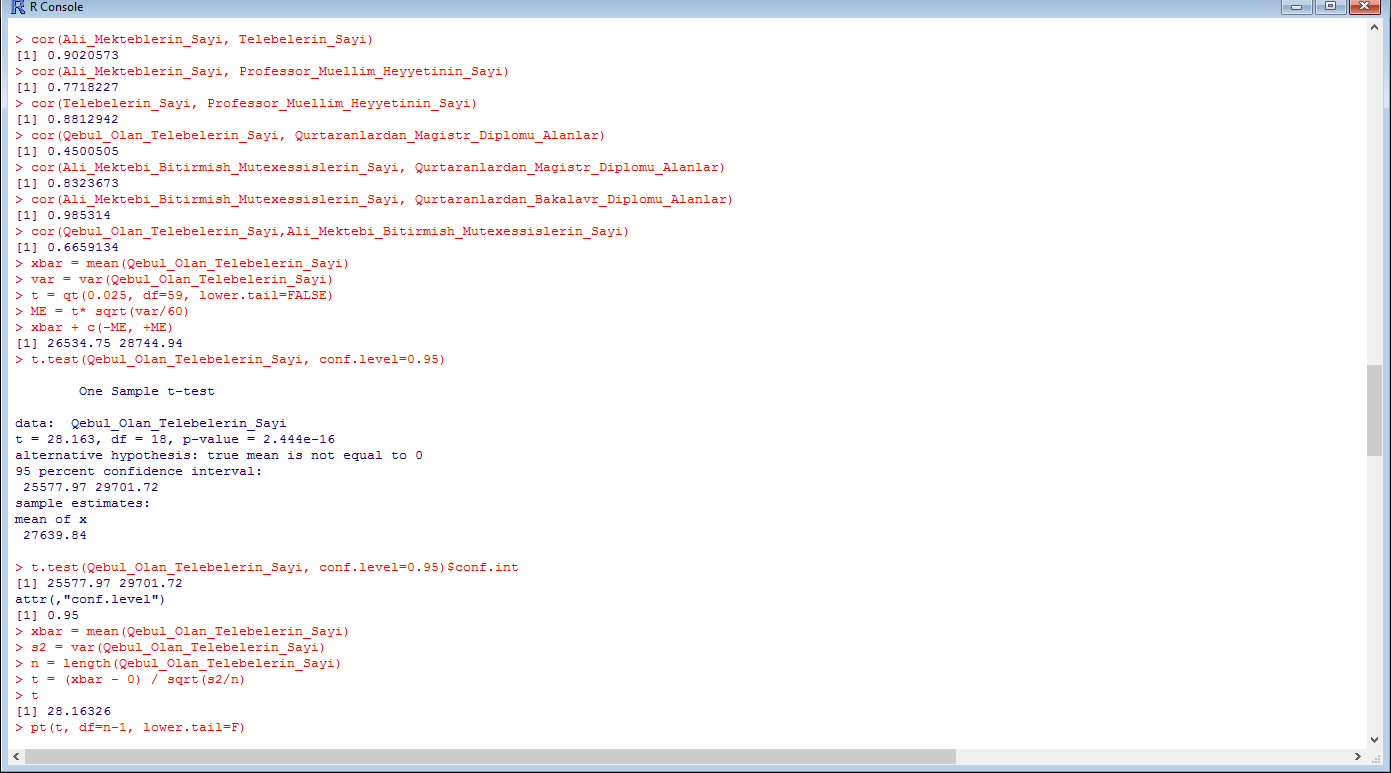 R Console
> cor(Ali_Mekteblerin_Sayi, Telebelerin_Sayi)
[1] 0.9020573
> cor(Ali_Mekteblerin_Sayi, Professor_Muellim_Heyyetinin_Sayi)
[1] 0.7718227
> cor(Telebelerin_Sayi, Professor_Muellim_Heyyetinin_Sayi)
[1] 0.8812942
> cor(Qebul_Olan_Telebelerin_Sayi, Qurtaranlardan_Magistr_Diplomu_Alanlar)
[1] 0.4500505
> cor(Ali_Mektebi_Bitirmish_Mutexessislerin_Sayi, Qurtaranlardan_Magistr_Diplomu_Alanlar)
[1] 0.8323673
> cor(Ali_Mektebi_Bitirmish_Mutexessislerin_Sayi, Qurtaranlardan_Bakalavr_Diplomu_Alanlar)
[1] 0.985314
> cor(Qebul_Olan_Telebelerin_Sayi,Ali_Mektebi_Bitirmish_Mutexessislerin_Sayi)
[1] 0.6659134
> xbar = mean(Qebul_Olan_Telebelerin_Sayi)
> var = var(Qebul_Olan_Telebelerin_Sayi)
> t = qt(0.025, df=59, lower.tail=FALSE)
> ME = t* sqrt(var/60)
> xbar + c(-ME, +ME)
[1] 26534.75 28744.94
> t.test(Qebul_Olan_Telebelerin_Sayi, conf.level=0.95)
One Sample t-test
data:  Qebul_Olan_Telebelerin_Sayi
t = 28.163, df = 18, p-value = 2.444e-16
alternative hypothesis: true mean is not equal to 0
95 percent confidence interval:
25577.97 29701.72
sample estimates:
mean of x
27639.84
> t.test(Qebul_Olan_Telebelerin_Sayi, conf.level=0.95)$conf.int
[1] 25577.97 29701.72
attr(,"conf.level")
[1] 0.95
> xbar = mean(Qebul_Olan_Telebelerin_Sayi)
> s2 = var(Qebul_Olan_Telebelerin_Sayi)
> n = length(Qebul_Olan_Telebelerin_Sayi)
> t = (xbar - 0) / sqrt(s2/n)
> t
[1] 28.16326
> pt(t, df=n-1, lower.tail=F)